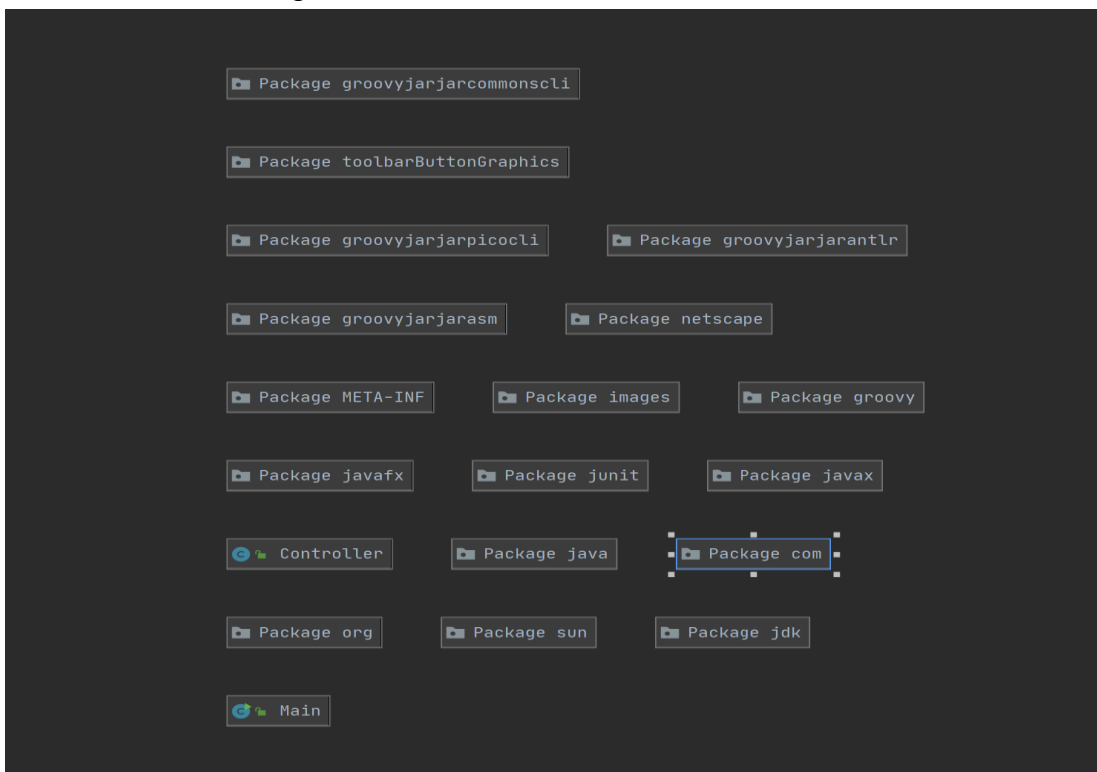 Package groovyjarjarcommonscli
Package toolbarButtonGraphics
Package groovyjarjarpicocli Package groovyjarjarantlr
Package groovyjarjarasm Package netscape
Package META-INF Package images Package groovy
Package javafx Package junit Package javax
Controller Package java Package com
Package org Package sun Package jdk
Main